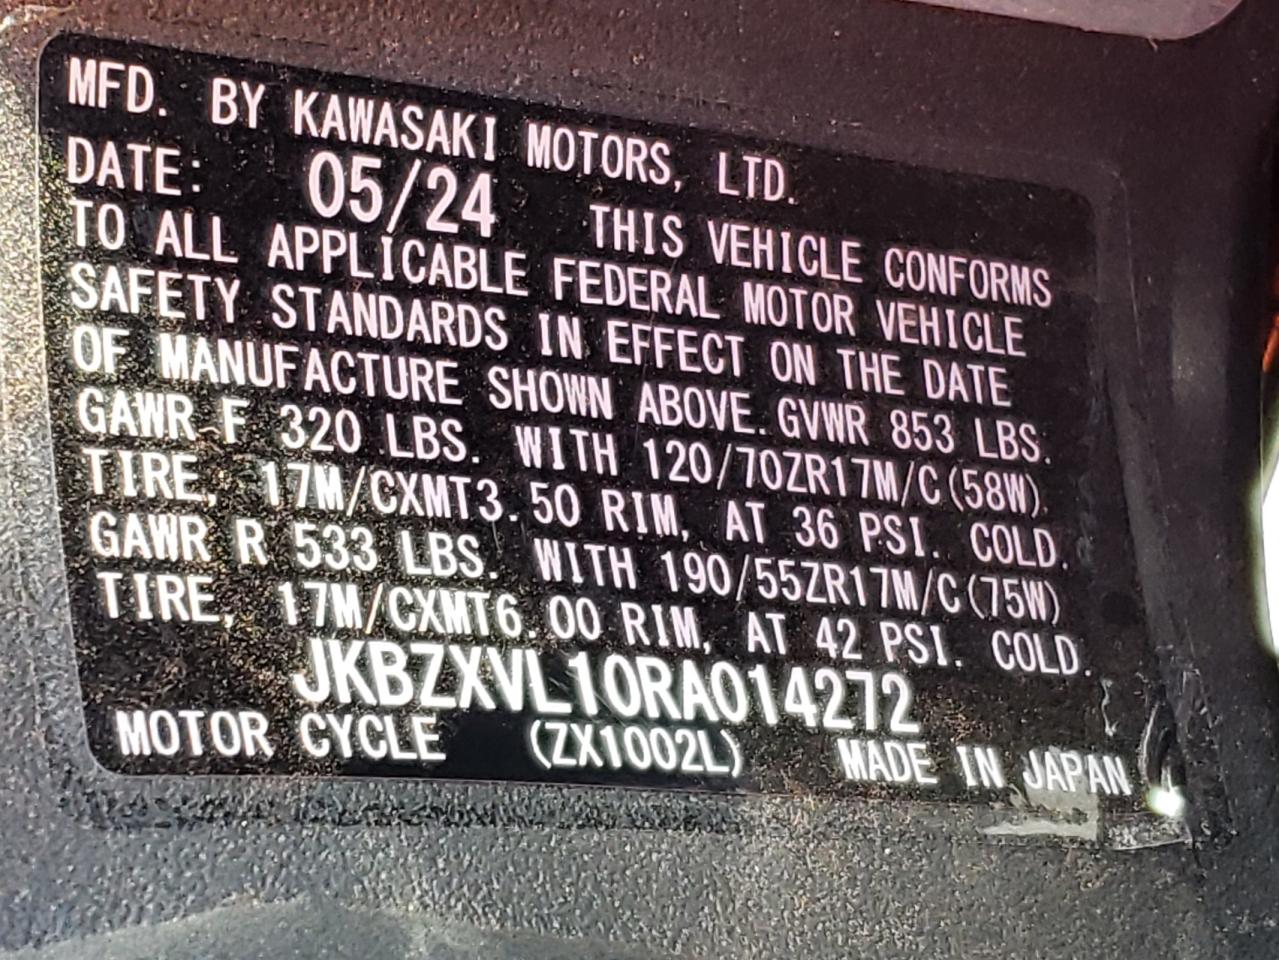 MFD. BY KAWASAKI MOTORS, LTD.
DATE: 05/24 THIS VEHICLE CONFORMS
TO ALL APPLICABLE FEDERAL MOTOR VEHICLE
SAFETY STANDARDS IN EFFECT ON THE DATE
OF MANUFACTURE SHOWN ABOVE. GVWR 853 LBS.
GAWR F 320 LBS. WITH 120/70ZR17M/C(58W)
TIRE, 17M/CXMT3.50 RIM, AT 36 PSI. COLD.
GAWR R 533 LBS. WITH 190/55ZR17M/C(75W)
TIRE, 17M/CXMT6.00 RIM, AT 42 PSI. COLD.
JKBZXVL10RA014272
MOTOR CYCLE (ZX1002L) MADE IN JAPAN